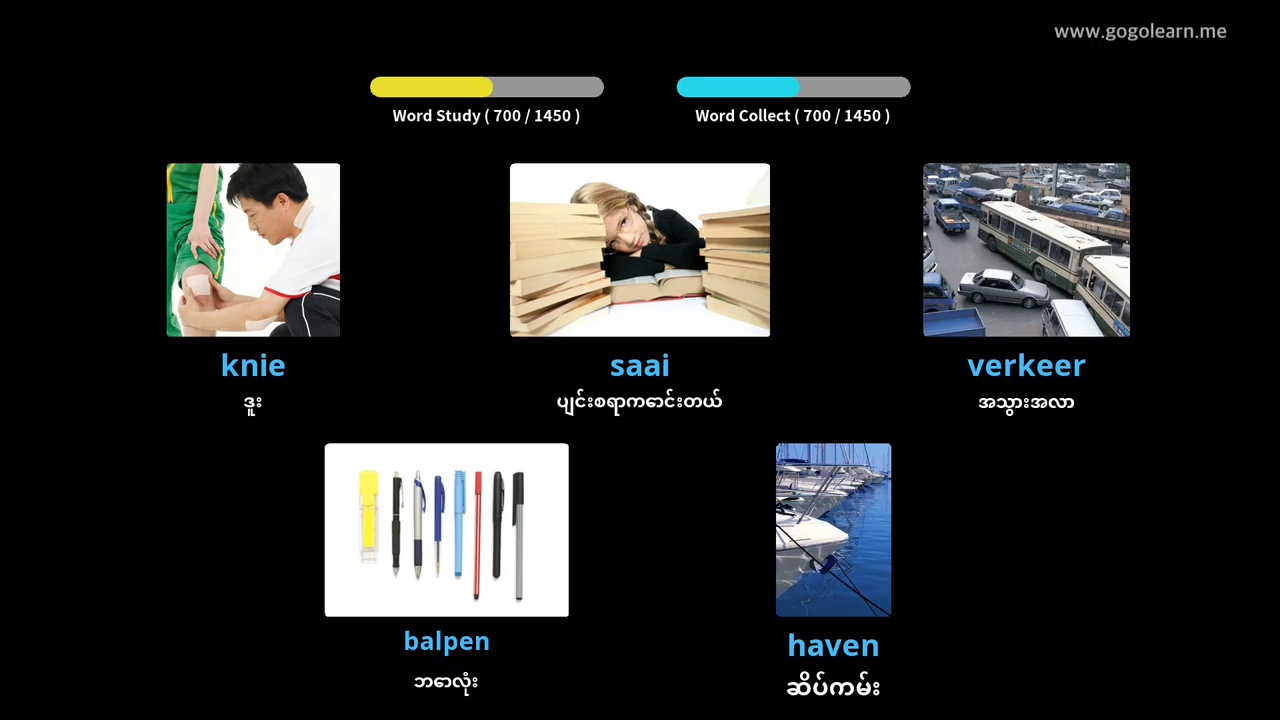 www.gogolearn.me
Word Study ( 700 / 1450 )
Word Collect ( 700 / 1450 )
knie
saai
verkeer
ဒူး
ပျင်းစရာကောင်းတယ်
အသွားအလာ
balpen
haven
ဘောလုံး
ဆိပ်ကမ်း